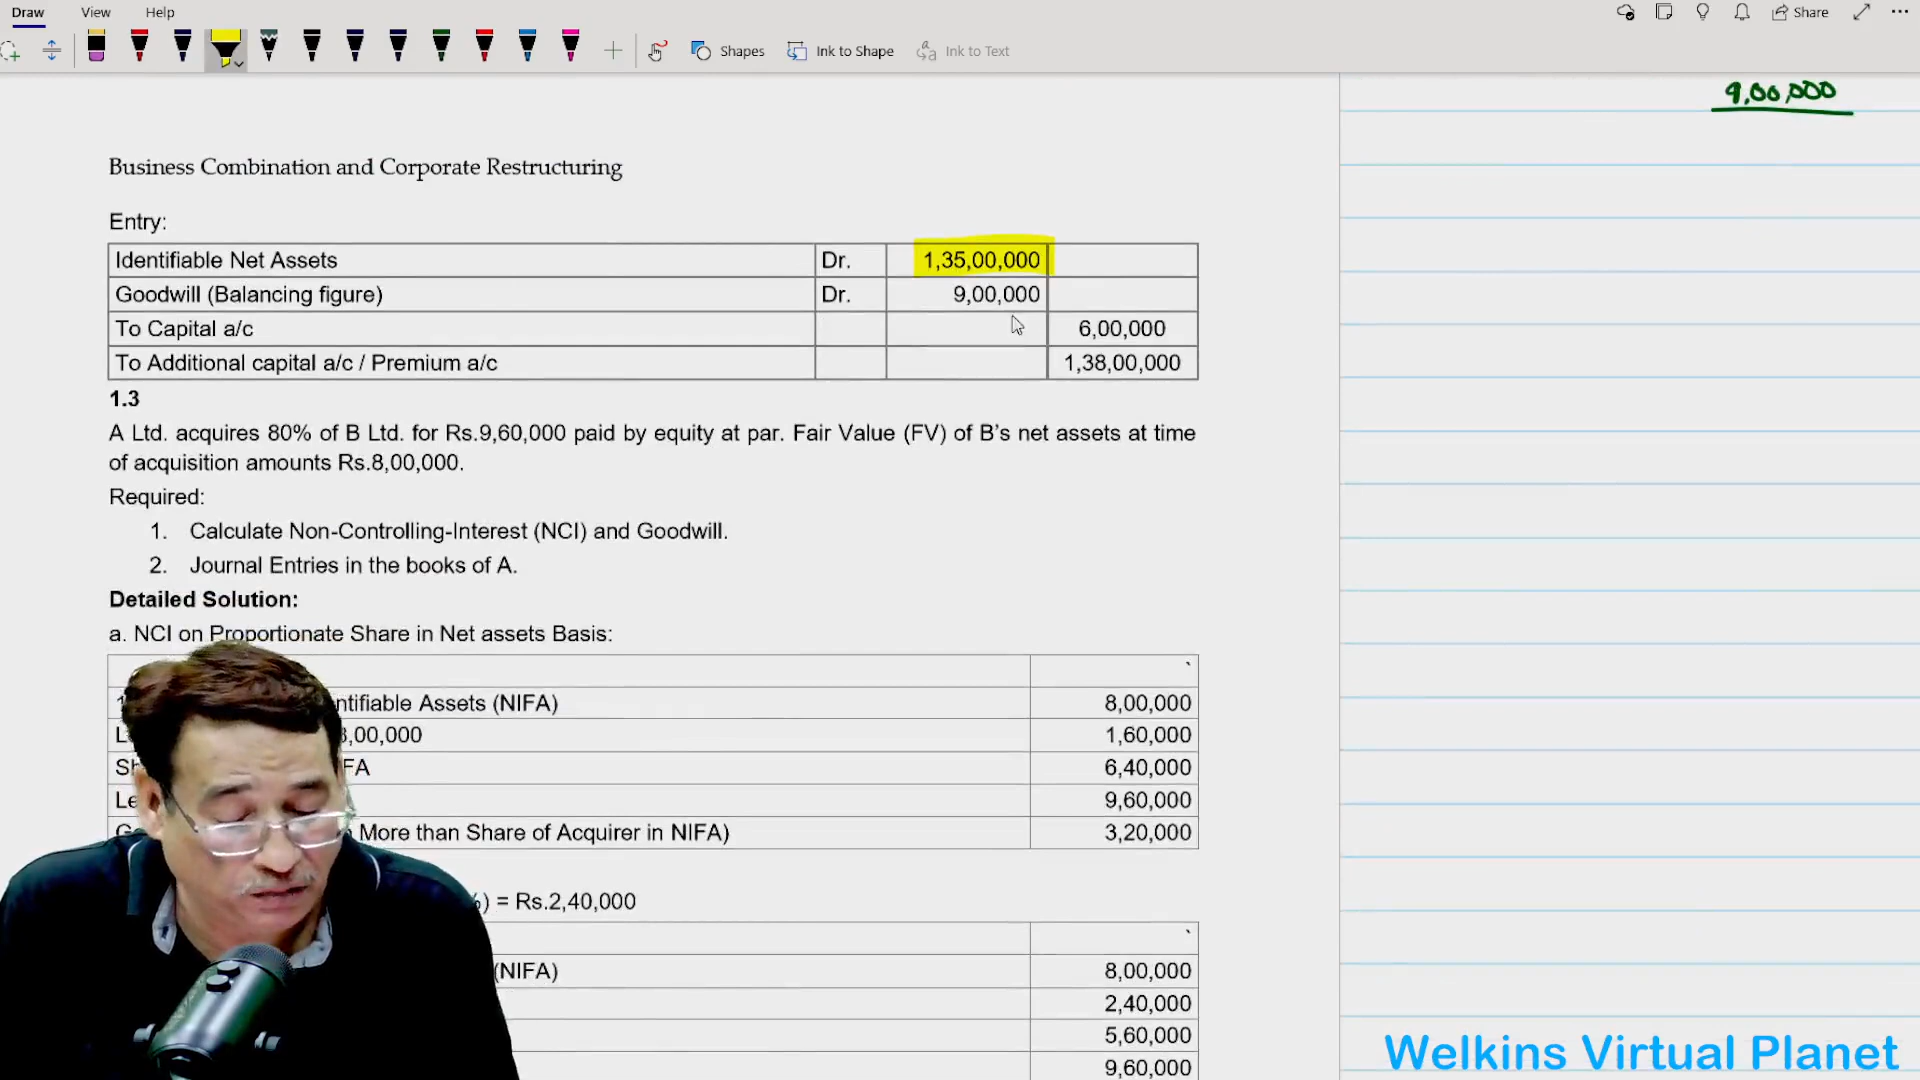 Draw View Help Share
Shapes Ink to Shape Ink to Text
9,00,000
Business Combination and Corporate Restructuring
Entry:
Identifiable Net Assets Dr. 1,35,00,000
Goodwill (Balancing figure) Dr. 9,00,000
To Capital a/c 6,00,000
To Additional capital a/c / Premium a/c 1,38,00,000
1.3
A Ltd. acquires 80% of B Ltd. for Rs.9,60,000 paid by equity at par. Fair Value (FV) of B's net assets at time
of acquisition amounts Rs.8,00,000.
Required:
1. Calculate Non-Controlling-Interest (NCI) and Goodwill.
2. Journal Entries in the books of A.
Detailed Solution:
a. NCI on Proportionate Share in Net assets Basis:
`
Assets (NIFA) 8,00,000
1,60,000
6,40,000
9,60,000
More than Share of Acquirer in NIFA) 3,20,000
) = Rs.2,40,000
`
(NIFA) 8,00,000
2,40,000
5,60,000
9,60,000
Welkins Virtual Planet